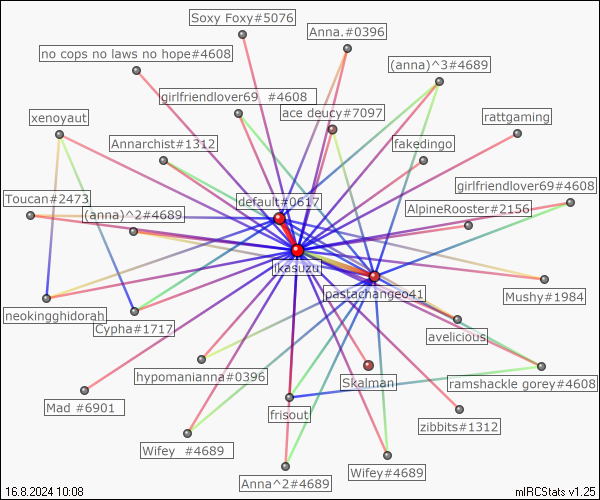 Soxy Foxy#5076
Anna.#0396
no cops no laws no hope#4608
(anna)^3#4689
girlfriendlover69 #4608
ace deucy#7097
rattgaming
xenoyaut
Annarchist#1312
fakedingo
girlfriendlover69#4608
Toucan#2473
default#0617
AlpineRooster#2156
(anna)^2#4689
ikasuzu
pastachangeo41
Mushy#1984
neokingghidorah
Cypha#1717
avelicious
hypomanianna#0396
Skalman
ramshackle gorey#4608
Mad #6901
frisout
zibbits#1312
Wifey #4689
Anna^2#4689
Wifey#4689
16.8.2024 10:08
mIRCStats v1.25